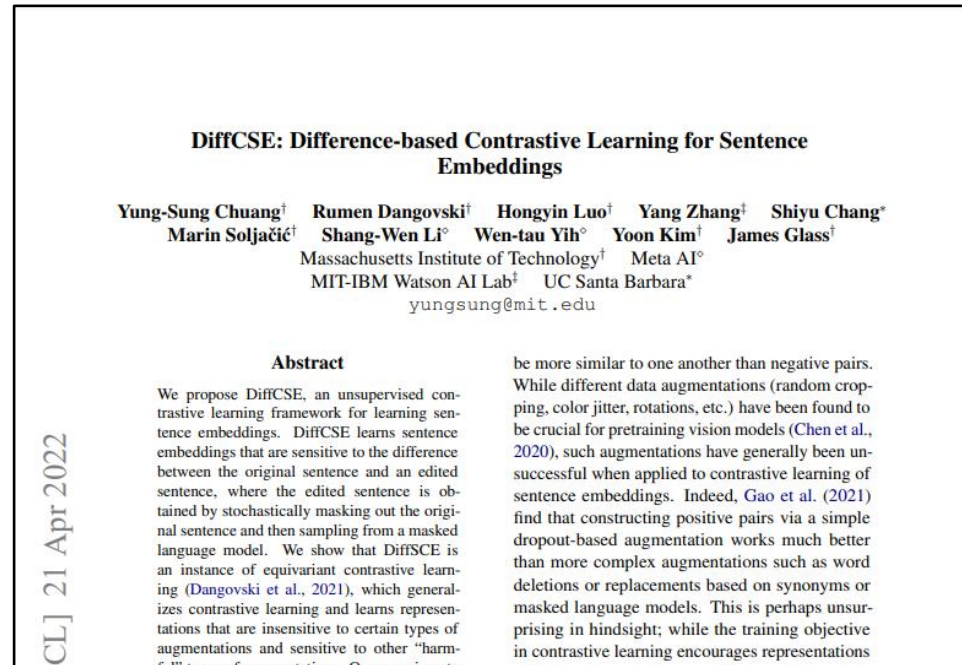 DiffCSE: Difference-based Contrastive Learning for Sentence
Embeddings
Yung-Sung Chuang† Rumen Dangovski† Hongyin Luo† Yang Zhang‡ Shiyu Chang*
Marin Soljačić† Shang-Wen Li⋄ Wen-tau Yih⋄ Yoon Kim† James Glass†
Massachusetts Institute of Technology† Meta AI⋄
MIT-IBM Watson AI Lab‡ UC Santa Barbara*
yungsung@mit.edu
Abstract
We propose DiffCSE, an unsupervised con-
trastive learning framework for learning sen-
tence embeddings. DiffCSE learns sentence
embeddings that are sensitive to the difference
between the original sentence and an edited
sentence, where the edited sentence is ob-
tained by stochastically masking out the origi-
nal sentence and then sampling from a masked
language model. We show that DiffSCE is
an instance of equivariant contrastive learn-
ing (Dangovski et al., 2021), which general-
izes contrastive learning and learns represen-
tations that are insensitive to certain types of
augmentations and sensitive to other “harm-
be more similar to one another than negative pairs.
While different data augmentations (random crop-
ping, color jitter, rotations, etc.) have been found to
be crucial for pretraining vision models (Chen et al.,
2020), such augmentations have generally been un-
successful when applied to contrastive learning of
sentence embeddings. Indeed, Gao et al. (2021)
find that constructing positive pairs via a simple
dropout-based augmentation works much better
than more complex augmentations such as word
deletions or replacements based on synonyms or
masked language models. This is perhaps unsur-
prising in hindsight; while the training objective
in contrastive learning encourages representations
CL] 21 Apr 2022